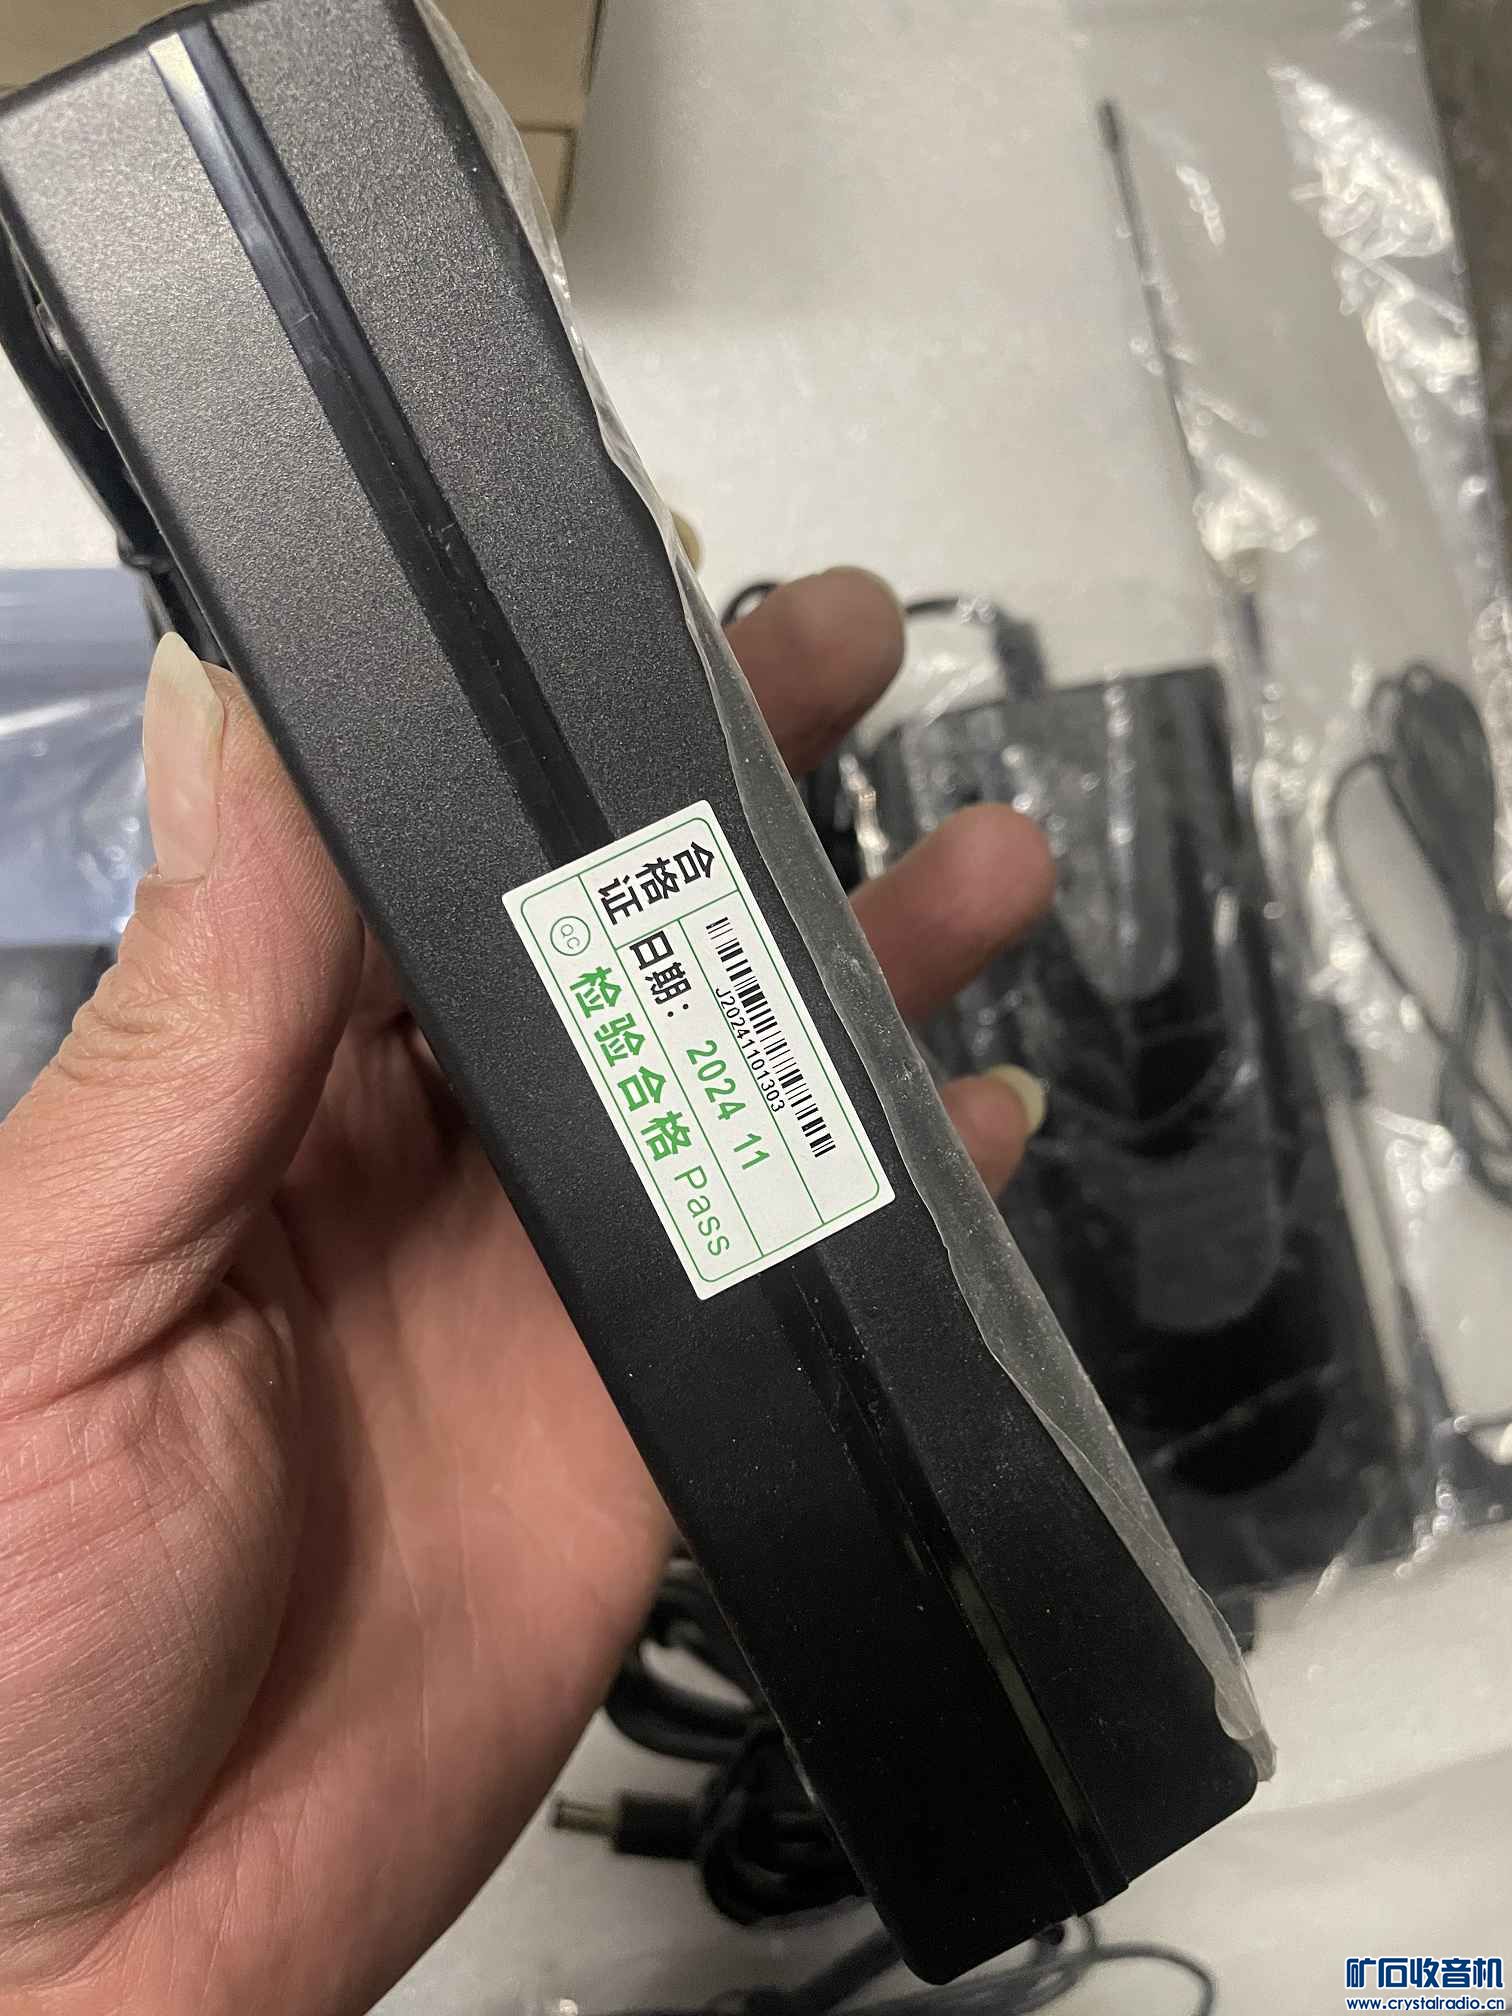 合格证
J20241101303
日期: 2024 11
QC 检验合格 Pass
矿石收音机
www.crystalradio.cn